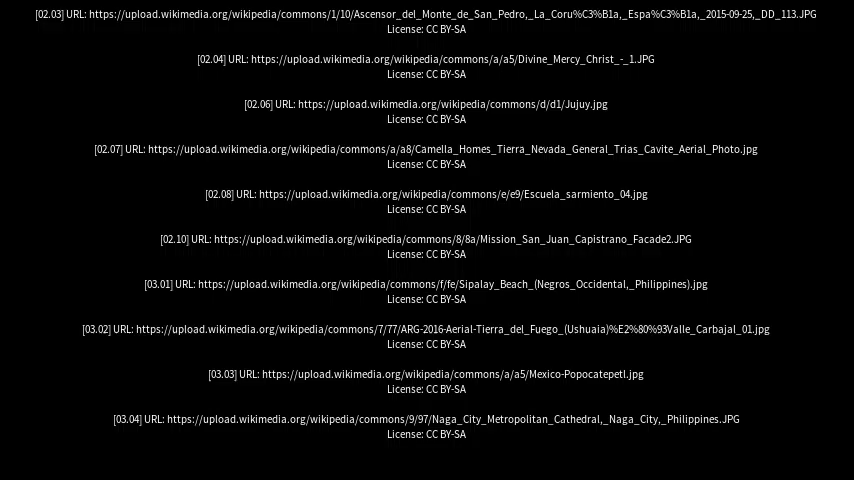 [02.03] URL: https://upload.wikimedia.org/wikipedia/commons/1/10/Ascensor_del_Monte_de_San_Pedro,_La_Coru%C3%B1a,_Espa%C3%B1a,_2015-09-25,_DD_113.JPG
License: CC BY-SA
[02.04] URL: https://upload.wikimedia.org/wikipedia/commons/a/a5/Divine_Mercy_Christ_-_1.JPG
License: CC BY-SA
[02.06] URL: https://upload.wikimedia.org/wikipedia/commons/d/d1/Jujuy.jpg
License: CC BY-SA
[02.07] URL: https://upload.wikimedia.org/wikipedia/commons/a/a8/Camella_Homes_Tierra_Nevada_General_Trias_Cavite_Aerial_Photo.jpg
License: CC BY-SA
[02.08] URL: https://upload.wikimedia.org/wikipedia/commons/e/e9/Escuela_sarmiento_04.jpg
License: CC BY-SA
[02.10] URL: https://upload.wikimedia.org/wikipedia/commons/8/8a/Mission_San_Juan_Capistrano_Facade2.JPG
License: CC BY-SA
[03.01] URL: https://upload.wikimedia.org/wikipedia/commons/f/fe/Sipalay_Beach_(Negros_Occidental,_Philippines).jpg
License: CC BY-SA
[03.02] URL: https://upload.wikimedia.org/wikipedia/commons/7/77/ARG-2016-Aerial-Tierra_del_Fuego_(Ushuaia)%E2%80%93Valle_Carbajal_01.jpg
License: CC BY-SA
[03.03] URL: https://upload.wikimedia.org/wikipedia/commons/a/a5/Mexico-Popocatepetl.jpg
License: CC BY-SA
[03.04] URL: https://upload.wikimedia.org/wikipedia/commons/9/97/Naga_City_Metropolitan_Cathedral,_Naga_City,_Philippines.JPG
License: CC BY-SA